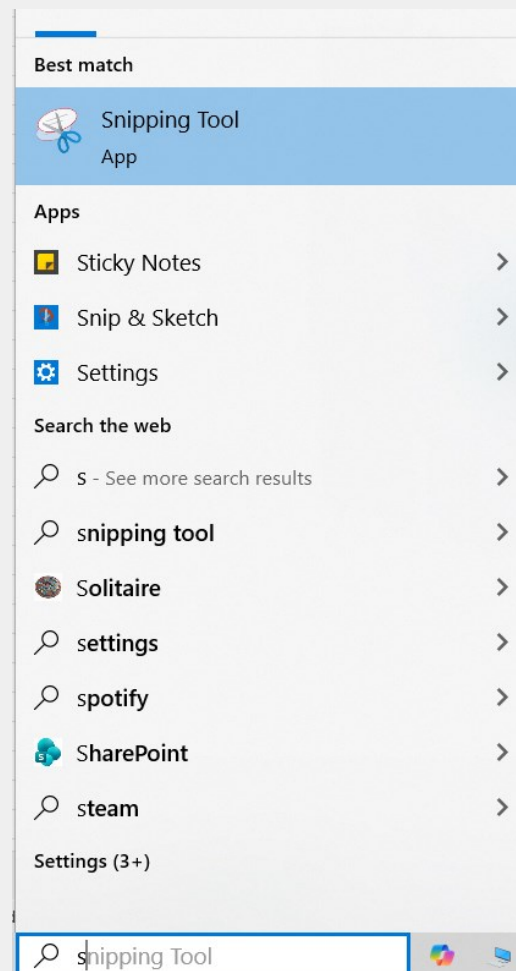 Best match
Snipping Tool
App
Apps
Sticky Notes
Snip & Sketch
Settings
Search the web
s - See more search results
snipping tool
Solitaire
settings
spotify
SharePoint
steam
Settings (3+)
snipping Tool